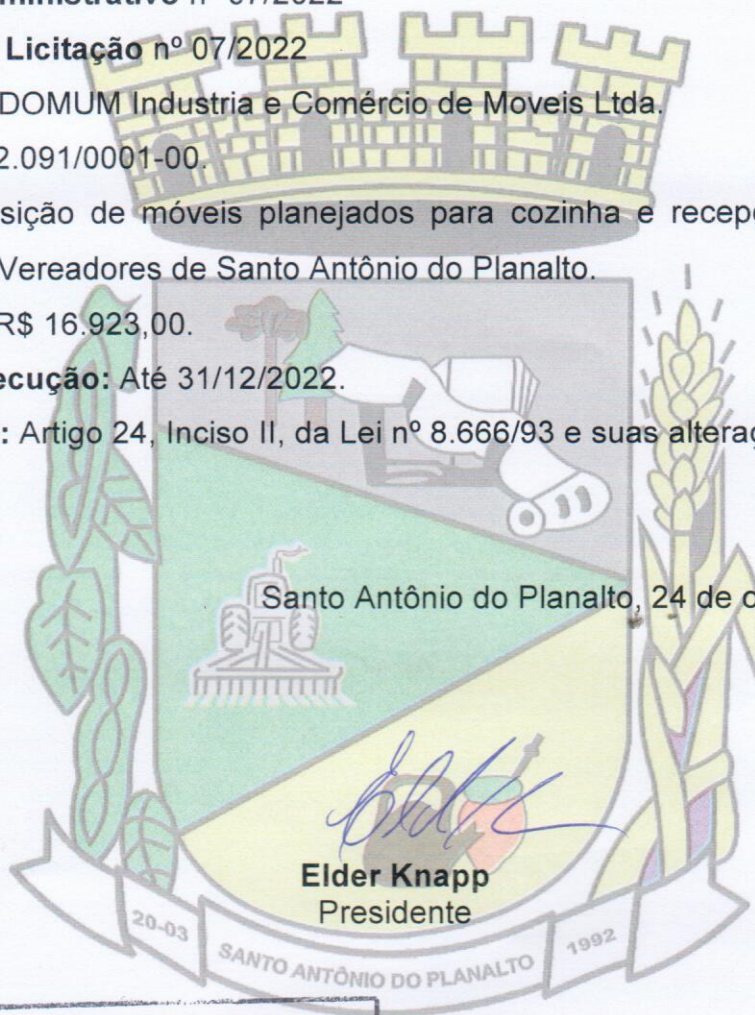 Licitação nº 07/2022
DOMUM Industria e Comércio de Moveis Ltda.
2.091/0001-00.
sição de móveis planejados para cozinha e recep
Vereadores de Santo Antônio do Planalto.
R$ 16.923,00.
ecução: Até 31/12/2022.
: Artigo 24, Inciso II, da Lei nº 8.666/93 e suas alteraç
Santo Antônio do Planalto, 24 de o
Elder Knapp
Presidente
20-03 SANTO ANTÔNIO DO PLANALTO 1992